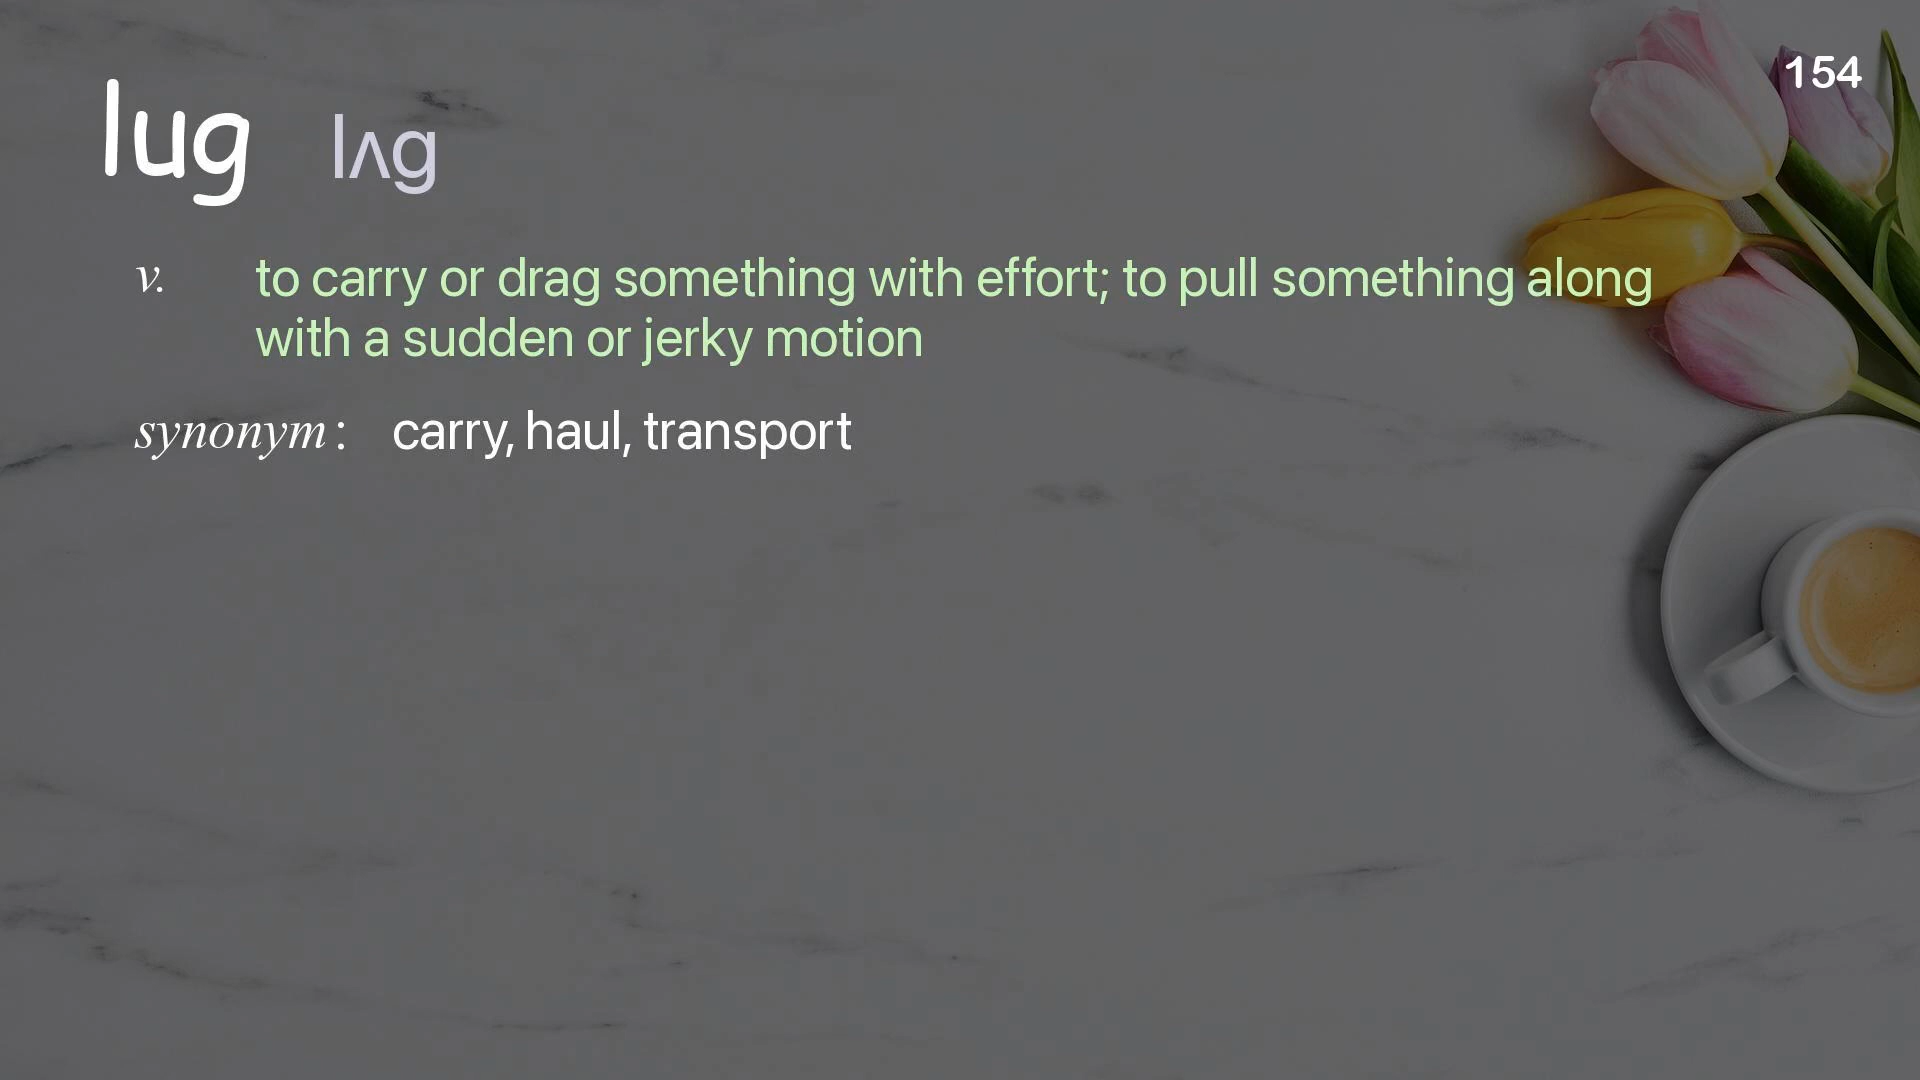 154
lug lʌg
v. to carry or drag something with effort; to pull something along
with a sudden or jerky motion
synonym : carry, haul, transport